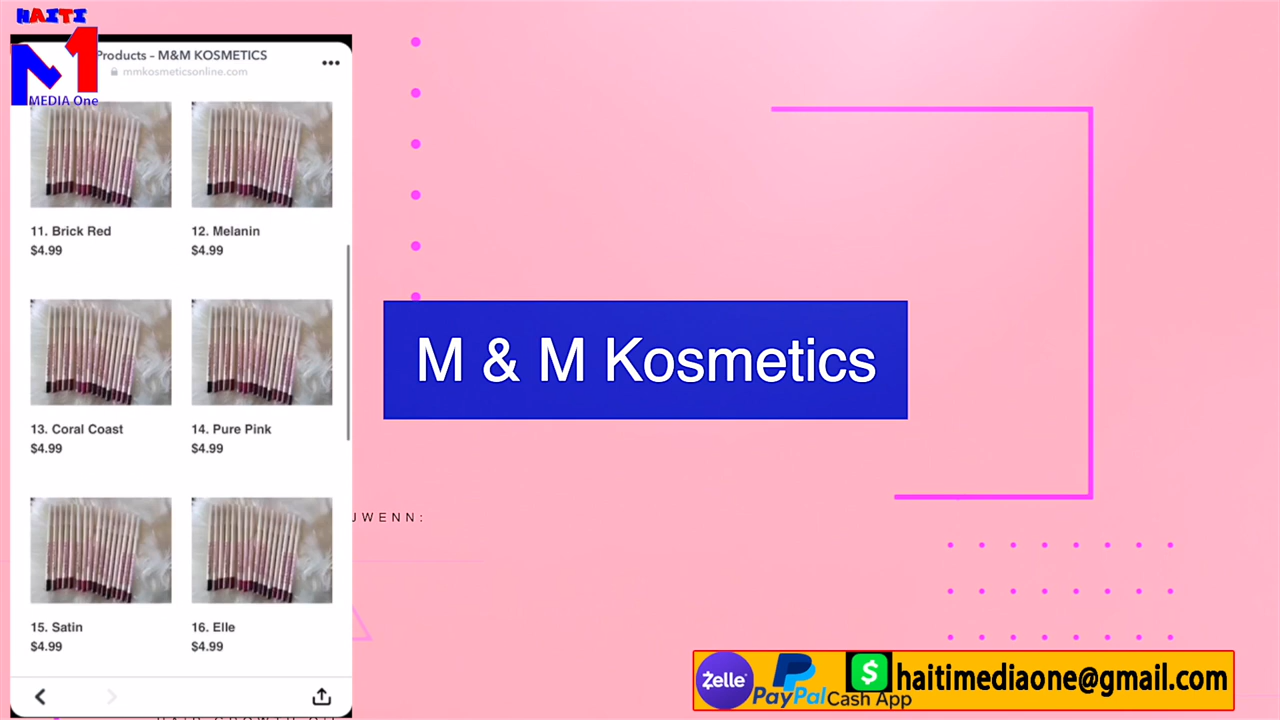 HAITI
M1
MEDIA One
Products – M&M KOSMETICS
mmkosmeticsonline.com
11. Brick Red
$4.99
12. Melanin
$4.99
13. Coral Coast
$4.99
14. Pure Pink
$4.99
15. Satin
$4.99
16. Elle
$4.99
M & M Kosmetics
JWENN:
Zelle
PayPal
$
Cash App
haitimediaone@gmail.com